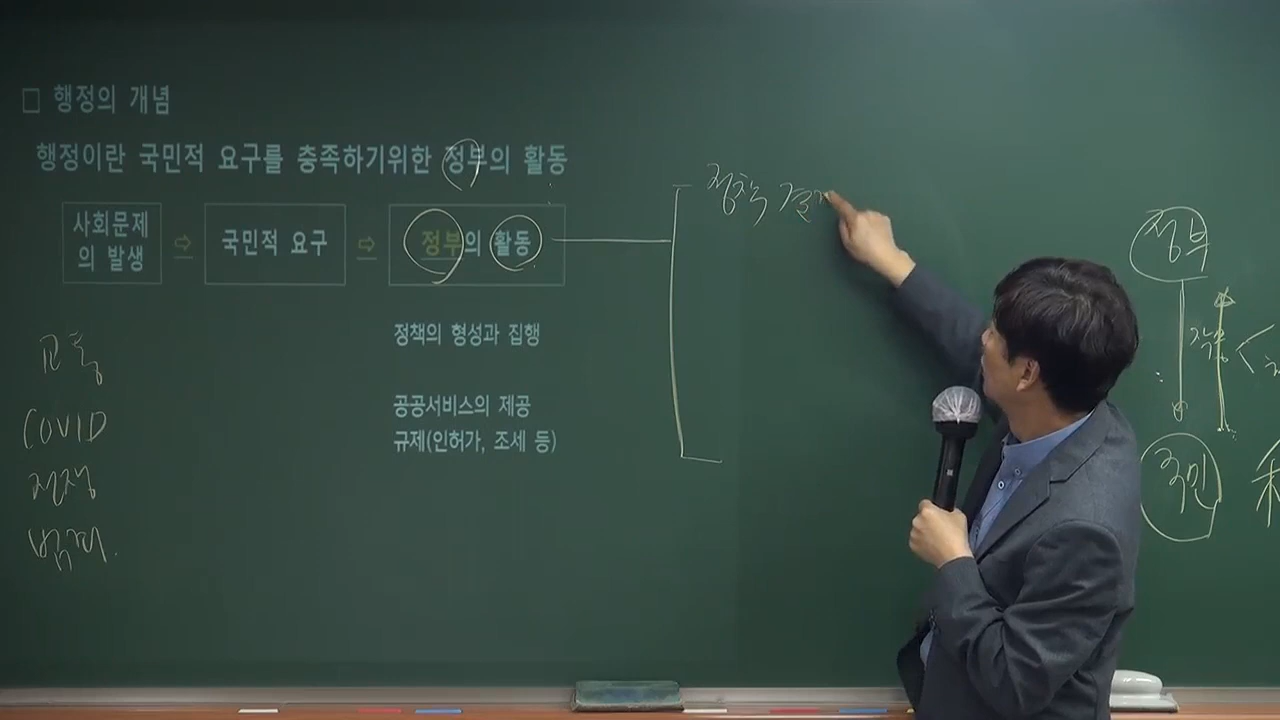 □ 행정의 개념
행정이란 국민적 요구를 충족하기위한 정부의 활동
사회문제
의 발생
⇨
국민적 요구
⇨
정부의 활동
정책의 형성과 집행
공공서비스의 제공
규제(인허가, 조세 등)
교통
COVID
전쟁
범죄.
정책
정부
국민